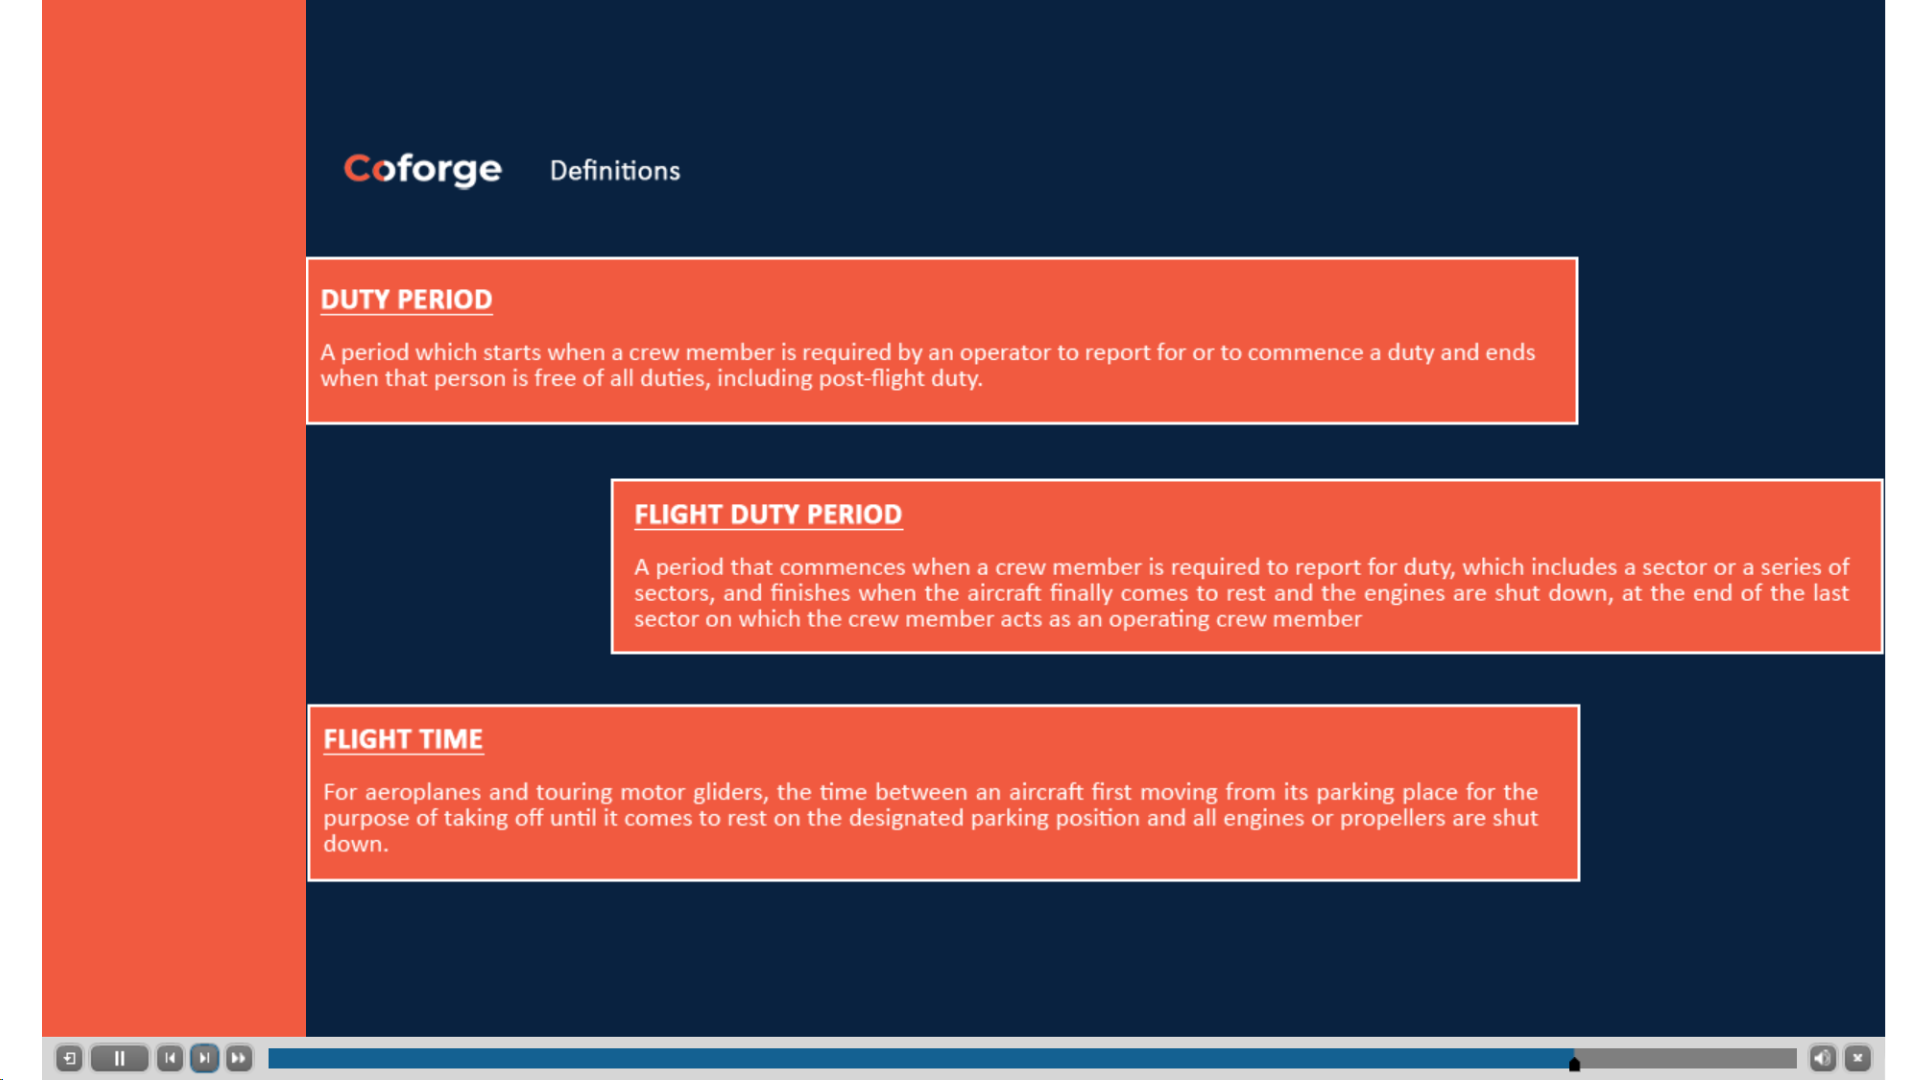 Coforge
Definitions
DUTY PERIOD
A period which starts when a crew member is required by an operator to report for or to commence a duty and ends
when that person is free of all duties, including post-flight duty.
FLIGHT DUTY PERIOD
A period that commences when a crew member is required to report for duty, which includes a sector or a series of
sectors, and finishes when the aircraft finally comes to rest and the engines are shut down, at the end of the last
sector on which the crew member acts as an operating crew member
FLIGHT TIME
For aeroplanes and touring motor gliders, the time between an aircraft first moving from its parking place for the
purpose of taking off until it comes to rest on the designated parking position and all engines or propellers are shut
down.